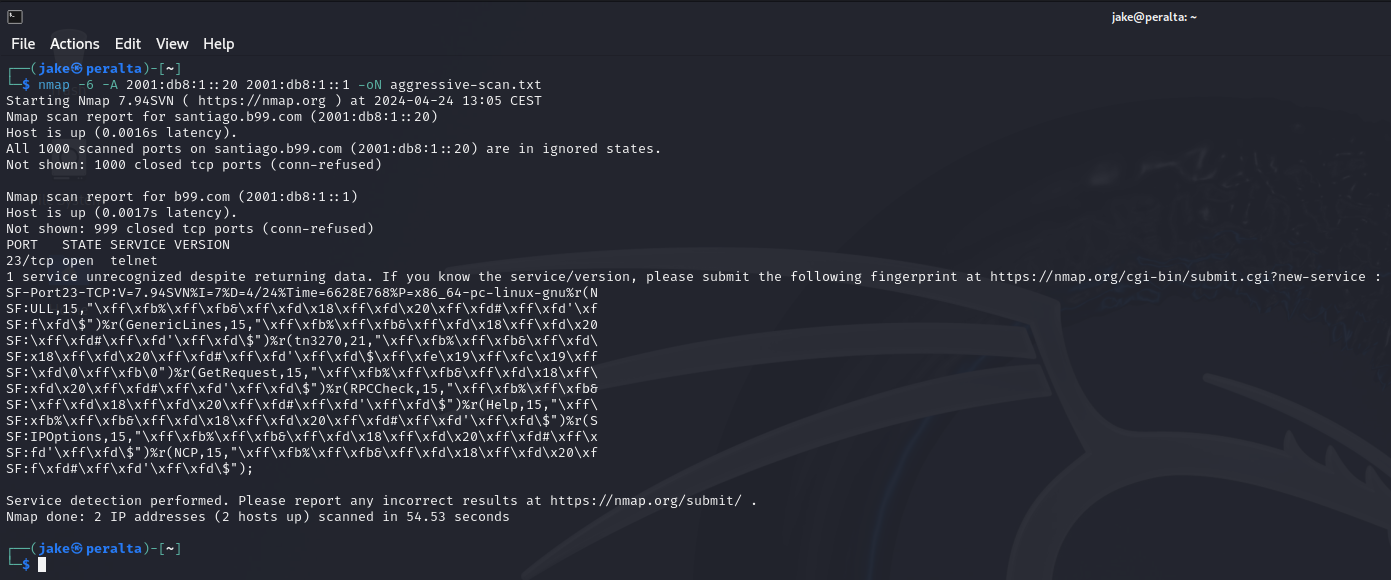 jake@peralta: ~
File Actions Edit View Help
┌──(jake㉿peralta)-[~]
└─$ nmap -6 -A 2001:db8:1::20 2001:db8:1::1 -oN aggressive-scan.txt
Starting Nmap 7.94SVN ( https://nmap.org ) at 2024-04-24 13:05 CEST
Nmap scan report for santiago.b99.com (2001:db8:1::20)
Host is up (0.0016s latency).
All 1000 scanned ports on santiago.b99.com (2001:db8:1::20) are in ignored states.
Not shown: 1000 closed tcp ports (conn-refused)
Nmap scan report for b99.com (2001:db8:1::1)
Host is up (0.0017s latency).
Not shown: 999 closed tcp ports (conn-refused)
PORT   STATE SERVICE VERSION
23/tcp open  telnet
1 service unrecognized despite returning data. If you know the service/version, please submit the following fingerprint at https://nmap.org/cgi-bin/submit.cgi?new-service :
SF-Port23-TCP:V=7.94SVN%I=7%D=4/24%Time=6628E768%P=x86_64-pc-linux-gnu%r(N
SF:ULL,15,"\xff\xfb%\xff\xfb&\xff\xfd\x18\xff\xfd\x20\xff\xfd#\xff\xfd'\xf
SF:f\xfd\$")%r(GenericLines,15,"\xff\xfb%\xff\xfb&\xff\xfd\x18\xff\xfd\x20
SF:\xff\xfd#\xff\xfd'\xff\xfd\$")%r(tn3270,21,"\xff\xfb%\xff\xfb&\xff\xfd\
SF:x18\xff\xfd\x20\xff\xfd#\xff\xfd'\xff\xfd\$\xff\xfe\x19\xff\xfc\x19\xff
SF:\xfd\0\xff\xfb\0")%r(GetRequest,15,"\xff\xfb%\xff\xfb&\xff\xfd\x18\xff\
SF:xfd\x20\xff\xfd#\xff\xfd'\xff\xfd\$")%r(RPCCheck,15,"\xff\xfb%\xff\xfb&
SF:\xff\xfd\x18\xff\xfd\x20\xff\xfd#\xff\xfd'\xff\xfd\$")%r(Help,15,"\xff\
SF:xfb%\xff\xfb&\xff\xfd\x18\xff\xfd\x20\xff\xfd#\xff\xfd'\xff\xfd\$")%r(S
SF:IPOptions,15,"\xff\xfb%\xff\xfb&\xff\xfd\x18\xff\xfd\x20\xff\xfd#\xff\x
SF:fd'\xff\xfd\$")%r(NCP,15,"\xff\xfb%\xff\xfb&\xff\xfd\x18\xff\xfd\x20\xf
SF:f\xfd#\xff\xfd'\xff\xfd\$");
Service detection performed. Please report any incorrect results at https://nmap.org/submit/ .
Nmap done: 2 IP addresses (2 hosts up) scanned in 54.53 seconds
┌──(jake㉿peralta)-[~]
└─$